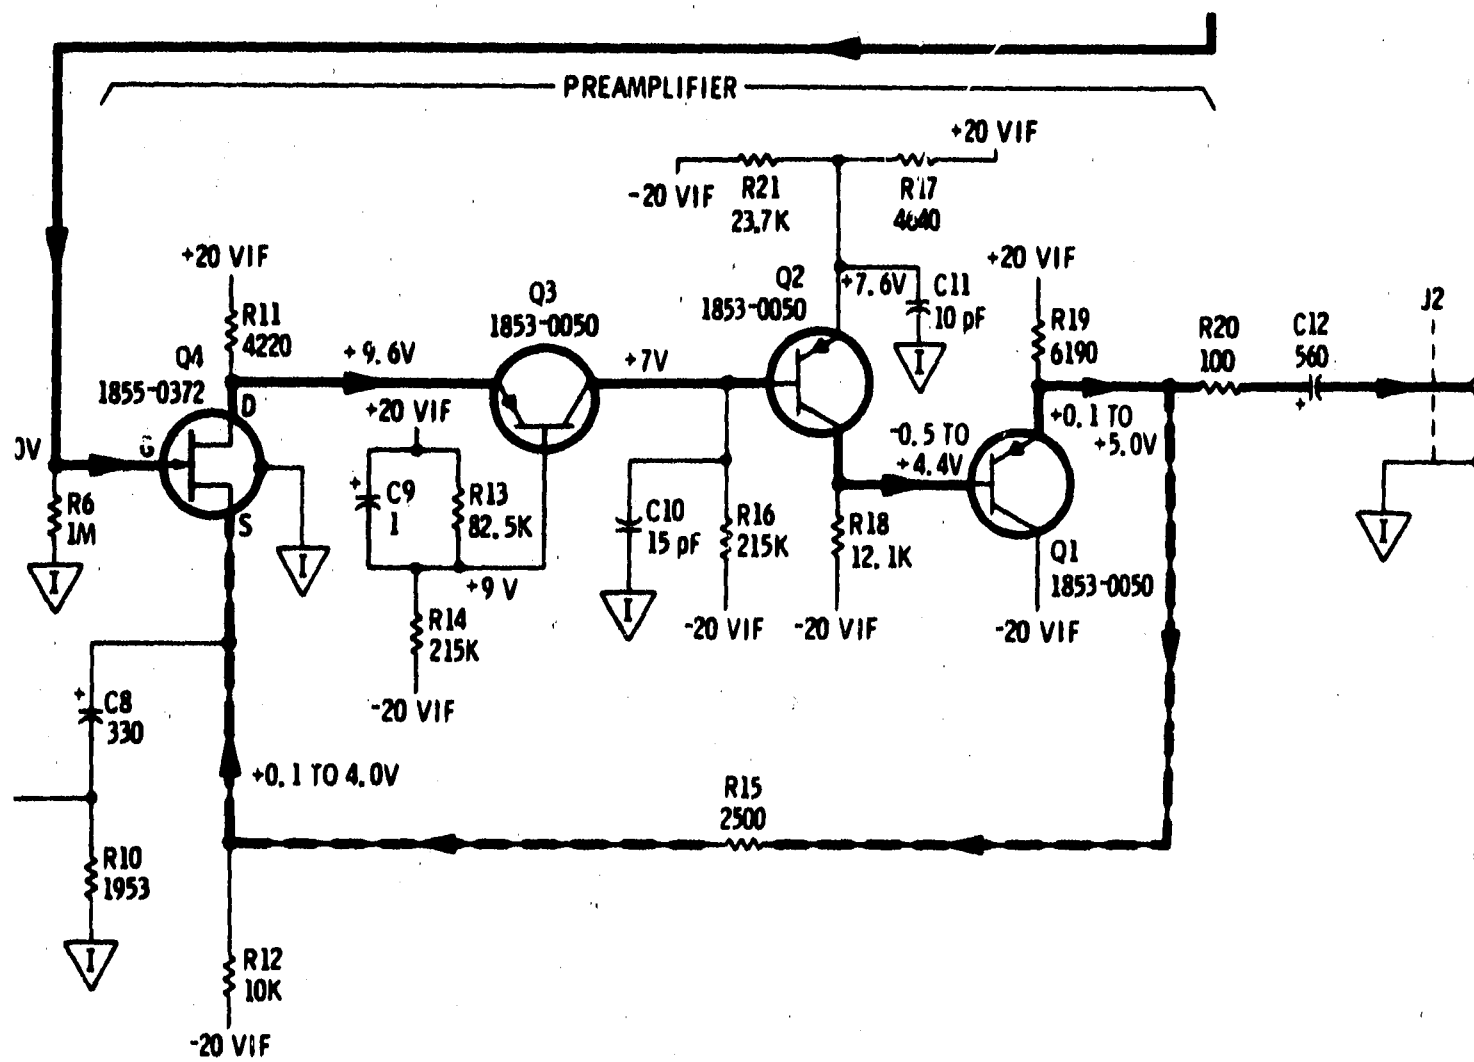 PREAMPLIFIER
+20 VIF
-20 VIF
R21
23.7K
R17
4640
+20 VIF
R11
4220
Q4
1855-0372
D
G
S
0V
R6
1M
I
I
+9.6V
Q3
1853-0050
+7V
+20 VIF
+
C9
1
R13
82.5K
+9 V
R14
215K
-20 VIF
C10
15 pF
I
R16
215K
-20 VIF
Q2
1853-0050
+7.6V
C11
10 pF
I
-0.5 TO
+4.4V
R18
12.1K
-20 VIF
+20 VIF
R19
6190
+0.1 TO
+5.0V
Q1
1853-0050
-20 VIF
R20
100
C12
560
+
J2
I
+
C8
330
+0.1 TO 4.0V
R15
2500
R10
1953
I
R12
10K
-20 VIF